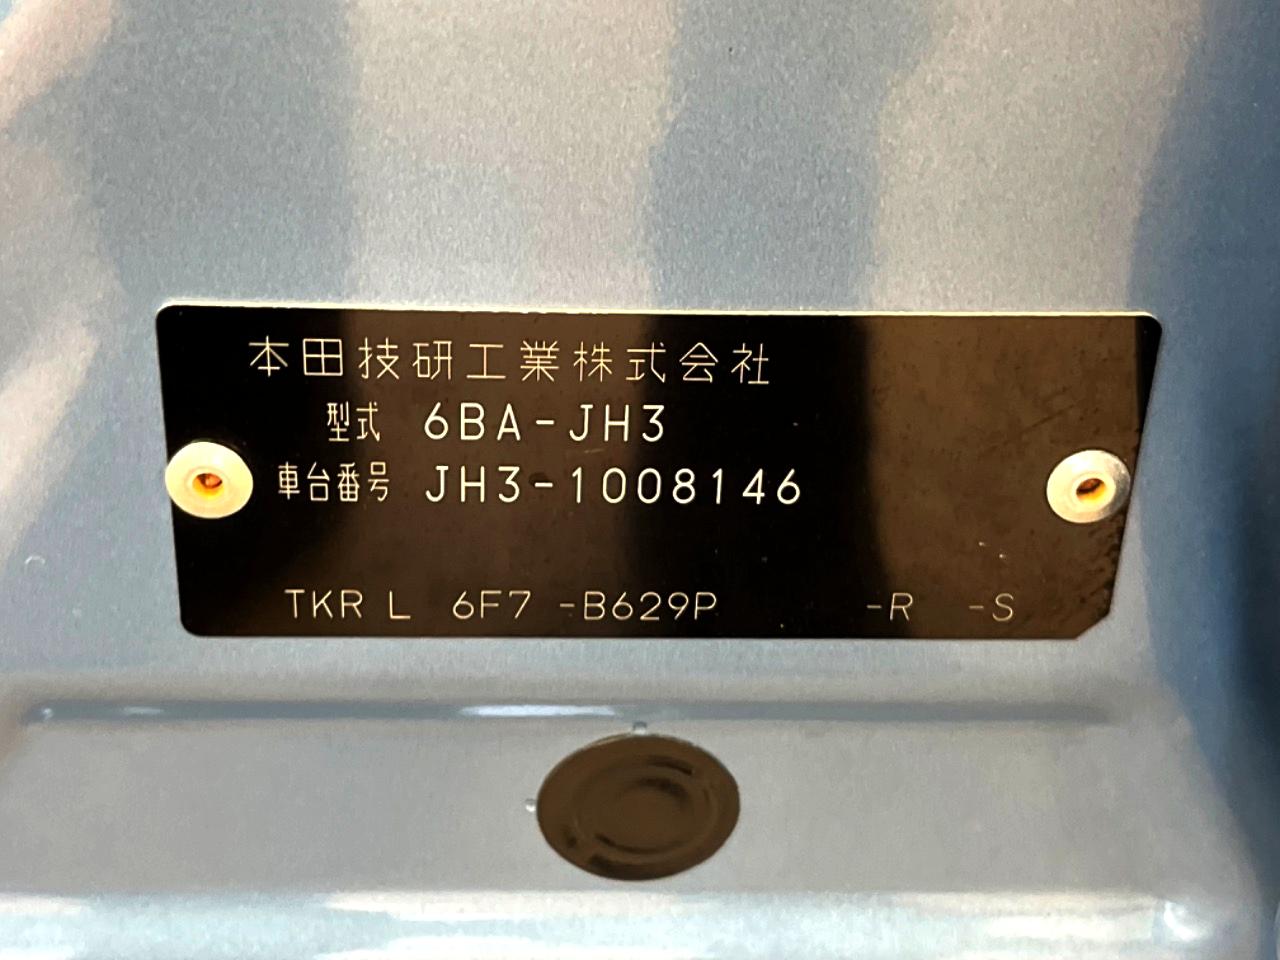 本田技研工業株式会社
型式 6BA-JH3
車台番号 JH3-1008146
TKR L 6F7 -B629P -R -S